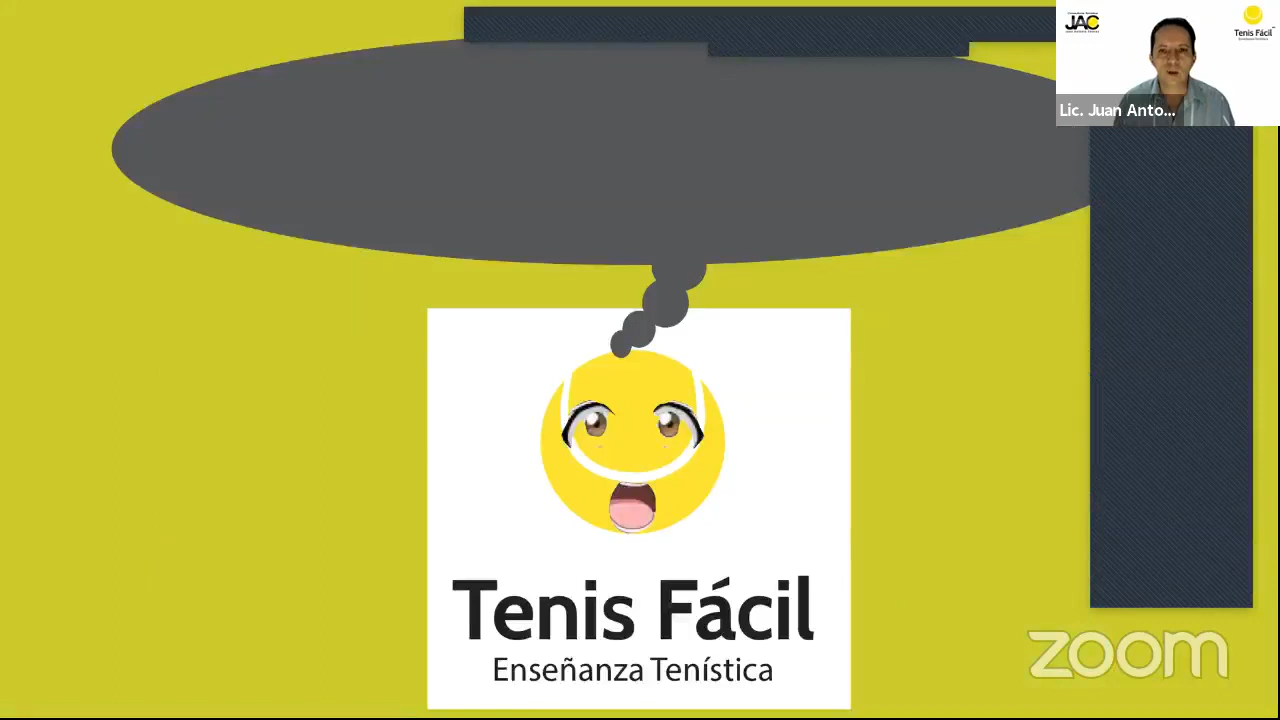 JAC
Tenis Fácil
Lic. Juan Anto...
Tenis Fácil
Enseñanza Tenística
zoom